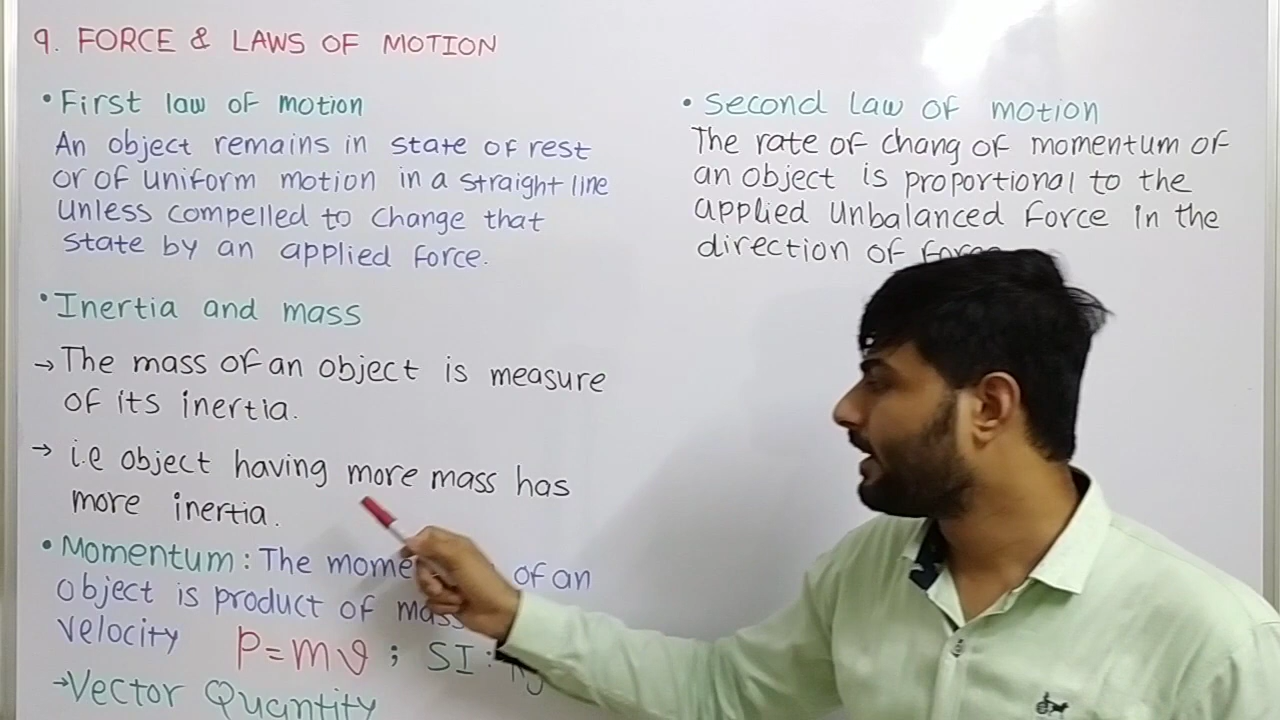 9. FORCE & LAWS OF MOTION
• First law of motion
An object remains in state of rest
or of uniform motion in a straight line
unless compelled to change that
state by an applied force.
• Inertia and mass
→ The mass of an object is measure
of its inertia.
→ i.e object having more mass has
more inertia.
• Momentum: The of an
object is product of
velocity P=mv ; SI:
→ Vector Quantity
• Second law of motion
The rate of chang of momentum of
an object is proportional to the
applied unbalanced force in the
direction of force